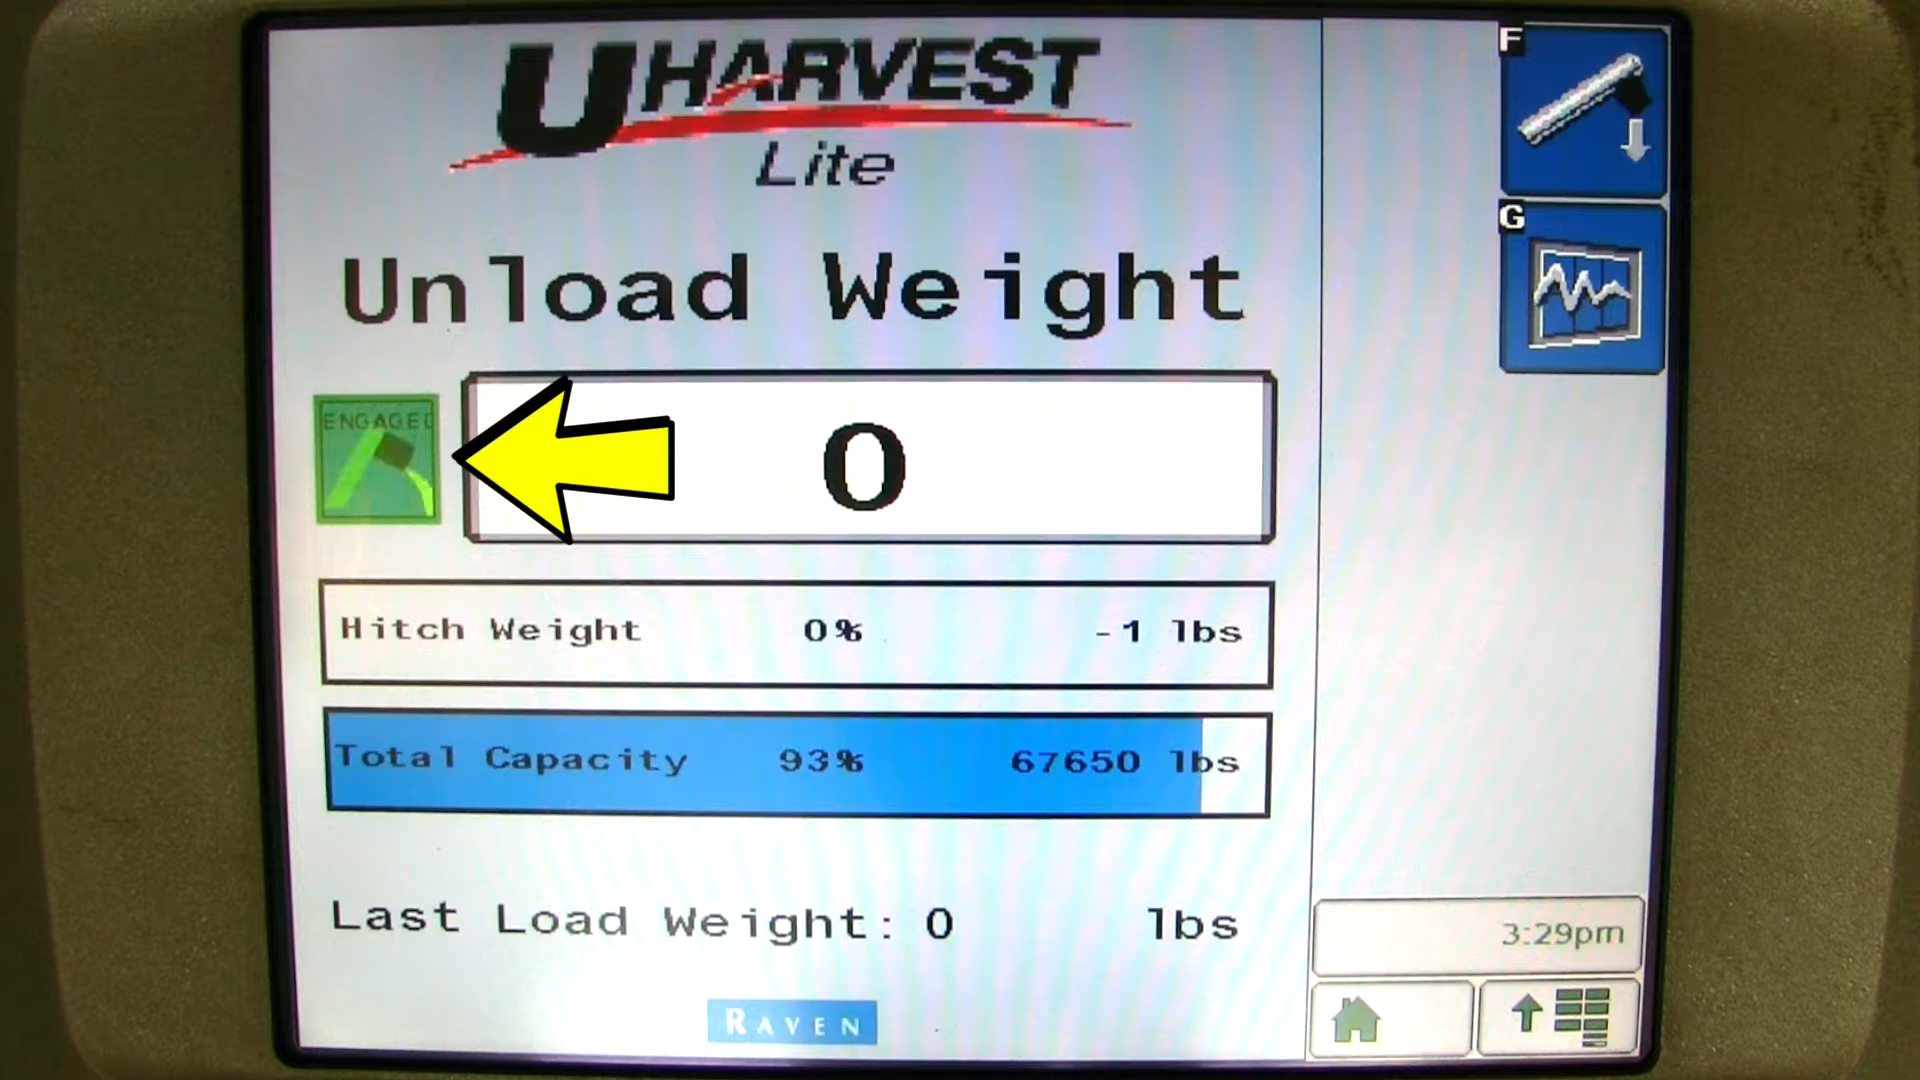 UHARVEST
Lite
F
G
Unload Weight
ENGAGED
0
Hitch Weight 0% -1 lbs
Total Capacity 93% 67650 lbs
Last Load Weight: 0 lbs
3:29pm
RAVEN